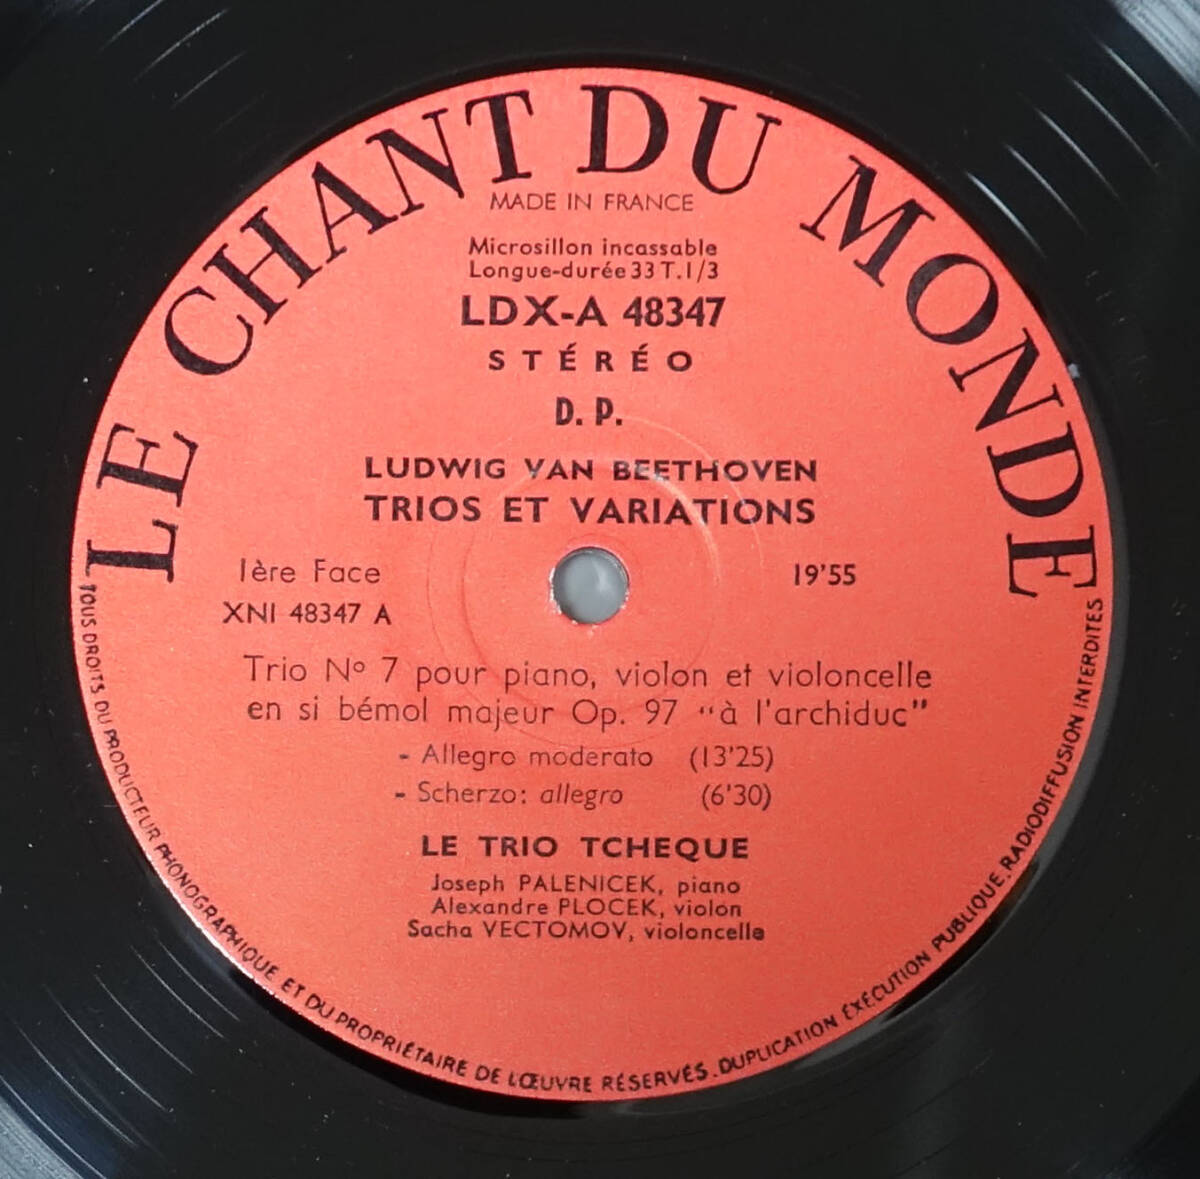 LE CHANT DU MONDE
MADE IN FRANCE
Microsillon incassable
Longue-durée 33 T. 1/3
LDX-A 48347
STÉRÉO
D. P.
LUDWIG VAN BEETHOVEN
TRIOS ET VARIATIONS
1ère Face 19'55
XNI 48347 A
Trio No 7 pour piano, violon et violoncelle
en si bémol majeur Op. 97 "à l'archiduc"
- Allegro moderato (13'25)
- Scherzo: allegro (6'30)
LE TRIO TCHEQUE
Joseph PALENICEK, piano
Alexandre PLOCEK, violon
Sacha VECTOMOV, violoncelle
TOUS DROITS DU PRODUCTEUR PHONOGRAPHIQUE ET DU PROPRIÉTAIRE DE L'ŒUVRE RÉSERVÉS. DUPLICATION EXÉCUTION PUBLIQUE. RADIODIFFUSION INTERDITES